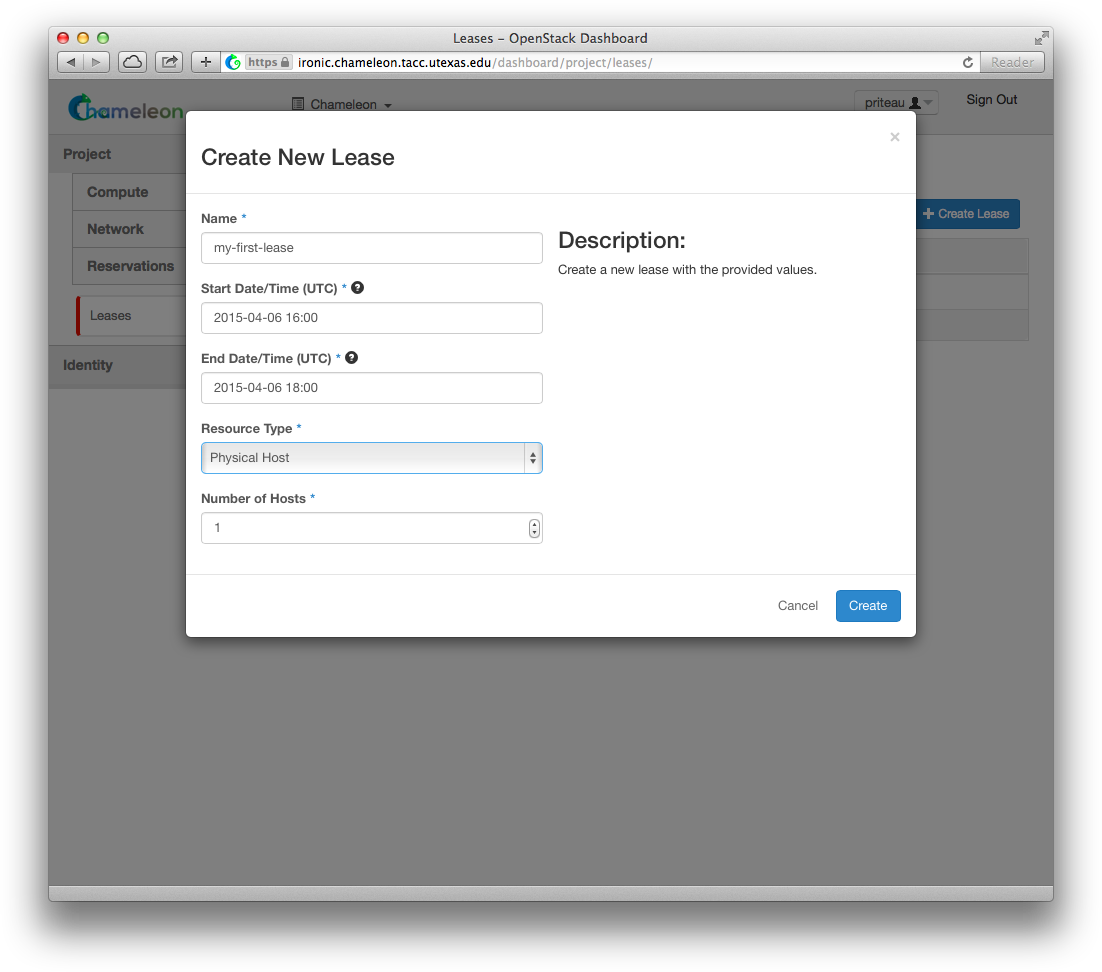 Leases – OpenStack Dashboard
https ironic.chameleon.tacc.utexas.edu/dashboard/project/leases/
Reader
Chameleon
Chameleon
priteau
Sign Out
Project
Compute
Network
Reservations
Leases
Identity
+ Create Lease
×
Create New Lease
Name *
my-first-lease
Start Date/Time (UTC) * ?
2015-04-06 16:00
End Date/Time (UTC) * ?
2015-04-06 18:00
Resource Type *
Physical Host
Number of Hosts *
1
Description:
Create a new lease with the provided values.
Cancel
Create